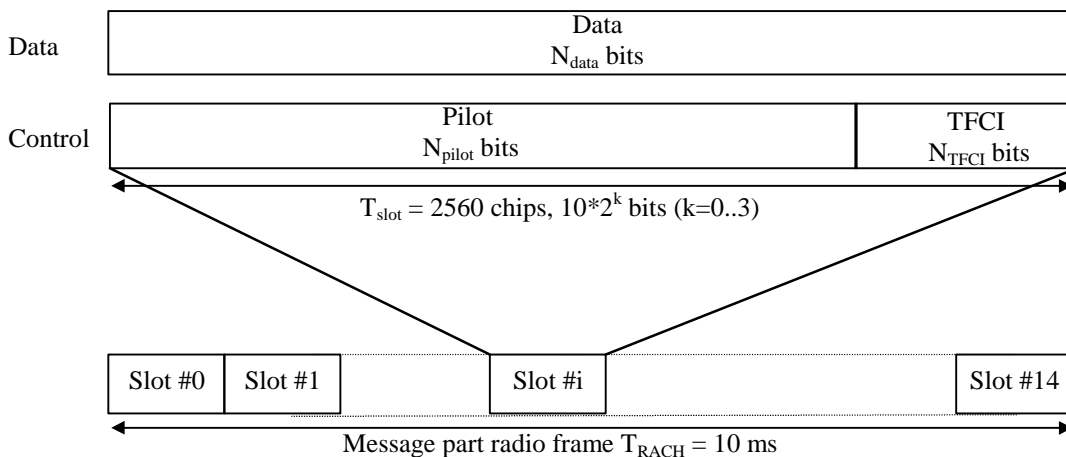 Data
Data
N_data bits
Control
Pilot
N_pilot bits
TFCI
N_TFCI bits
T_slot = 2560 chips, 10*2^k bits (k=0..3)
Slot #0
Slot #1
Slot #i
Slot #14
Message part radio frame T_RACH = 10 ms